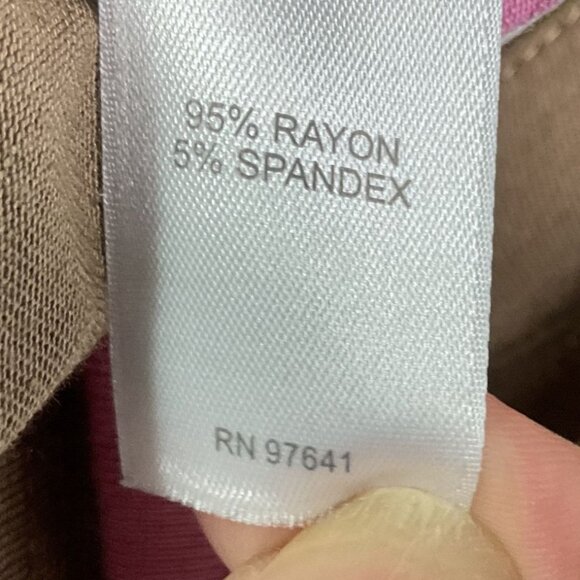 95% RAYON
5% SPANDEX
RN 97641